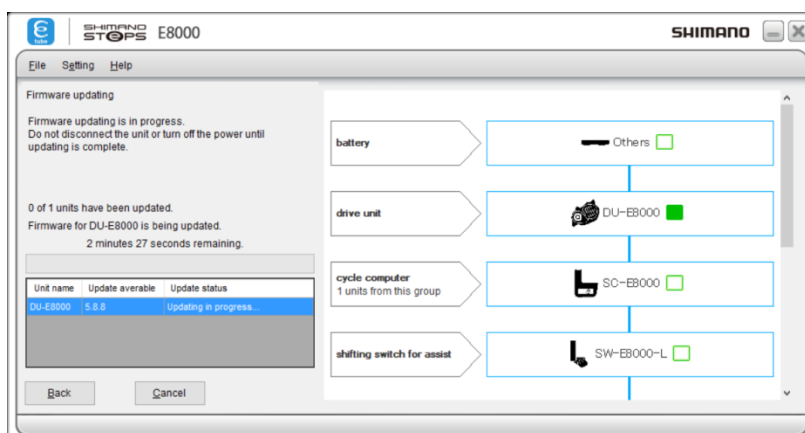 e tube
SHIMANO
STEPS E8000
SHIMANO
File Setting Help
Firmware updating
Firmware updating is in progress.
Do not disconnect the unit or turn off the power until
updating is complete.
0 of 1 units have been updated.
Firmware for DU-E8000 is being updated.
2 minutes 27 seconds remaining.
Unit name Update averable Update status
DU-E8000 5.8.8 Updating in progress...
Back Cancel
battery
Others
drive unit
DU-E8000
cycle computer
1 units from this group
SC-E8000
shifting switch for assist
SW-E8000-L